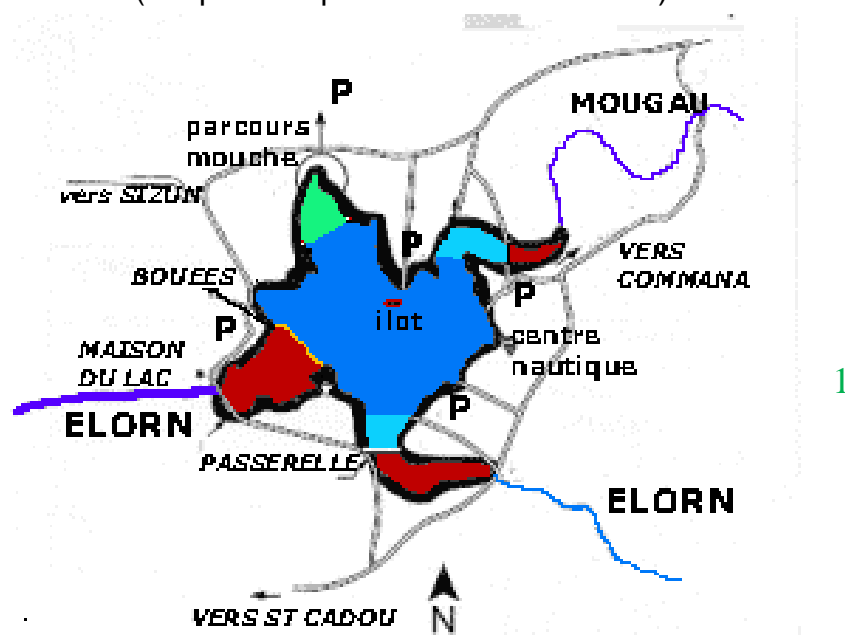 P
MOUGAU
parcours
mouche
vers SIZUN
P
VERS
COMMANA
BOUEES
P
ilot
P
centre
nautique
MAISON
DU LAC
1
P
ELORN
PASSERELLE
ELORN
VERS ST CADOU
N